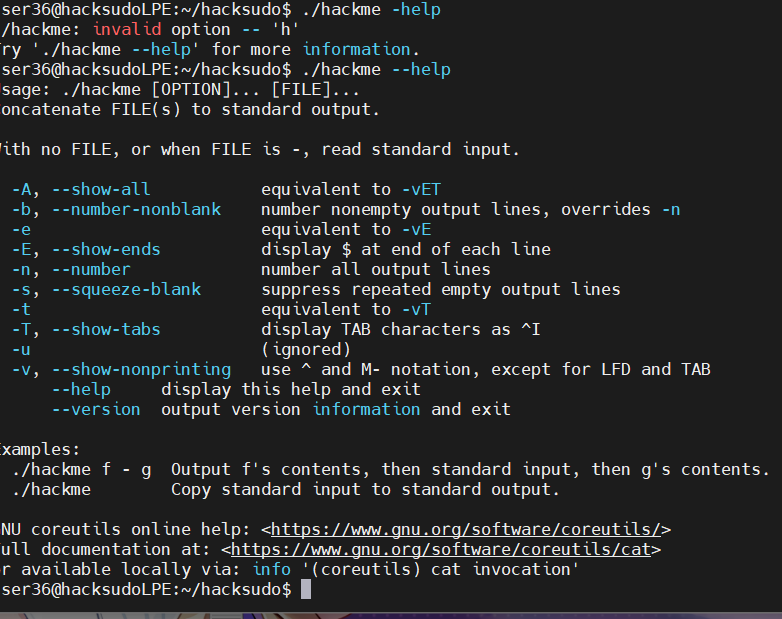 ser36@hacksudoLPE:~/hacksudo$ ./hackme -help
/hackme: invalid option -- 'h'
ry './hackme --help' for more information.
ser36@hacksudoLPE:~/hacksudo$ ./hackme --help
sage: ./hackme [OPTION]... [FILE]...
oncatenate FILE(s) to standard output.
ith no FILE, or when FILE is -, read standard input.
-A, --show-all equivalent to -vET
-b, --number-nonblank number nonempty output lines, overrides -n
-e equivalent to -vE
-E, --show-ends display $ at end of each line
-n, --number number all output lines
-s, --squeeze-blank suppress repeated empty output lines
-t equivalent to -vT
-T, --show-tabs display TAB characters as ^I
-u (ignored)
-v, --show-nonprinting use ^ and M- notation, except for LFD and TAB
--help display this help and exit
--version output version information and exit
xamples:
./hackme f - g Output f's contents, then standard input, then g's contents.
./hackme Copy standard input to standard output.
NU coreutils online help: <https://www.gnu.org/software/coreutils/>
ull documentation at: <https://www.gnu.org/software/coreutils/cat>
r available locally via: info '(coreutils) cat invocation'
ser36@hacksudoLPE:~/hacksudo$